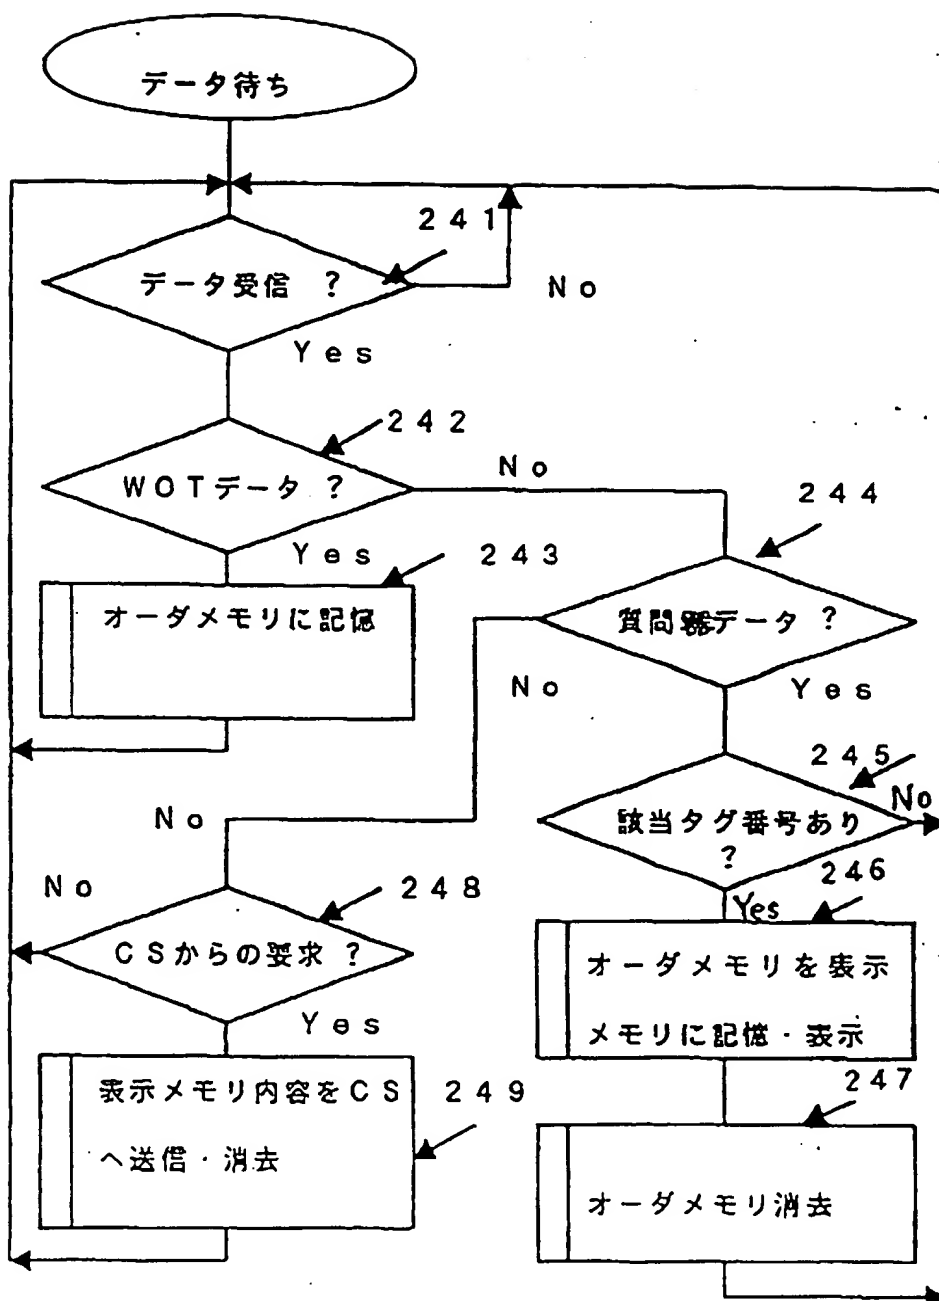 データ待ち
241
データ受信 ?
No
Yes
242
WOTデータ ?
No
244
Yes
243
オーダメモリに記憶
質問器データ ?
No
Yes
245
No
No
該当タグ番号あり
?
246
No
248
Yes
CSからの要求 ?
オーダメモリを表示
メモリに記憶・表示
Yes
247
表示メモリ内容をCS
249
へ送信・消去
オーダメモリ消去